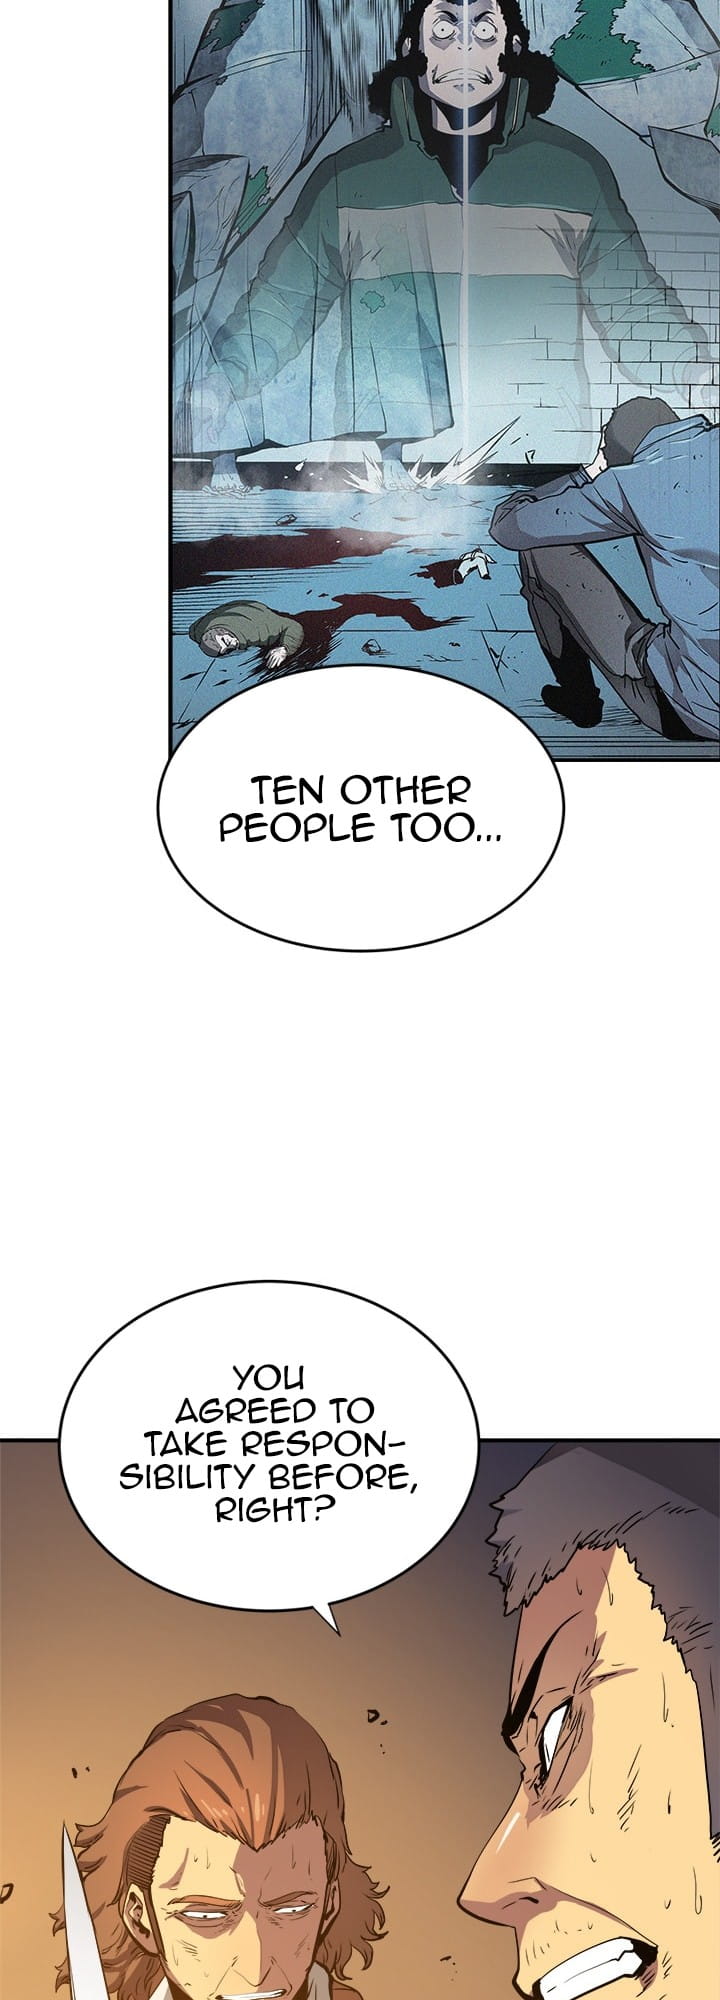 TEN OTHER
PEOPLE TOO...
YOU
AGREED TO
TAKE RESPON-
SIBILITY BEFORE,
RIGHT?